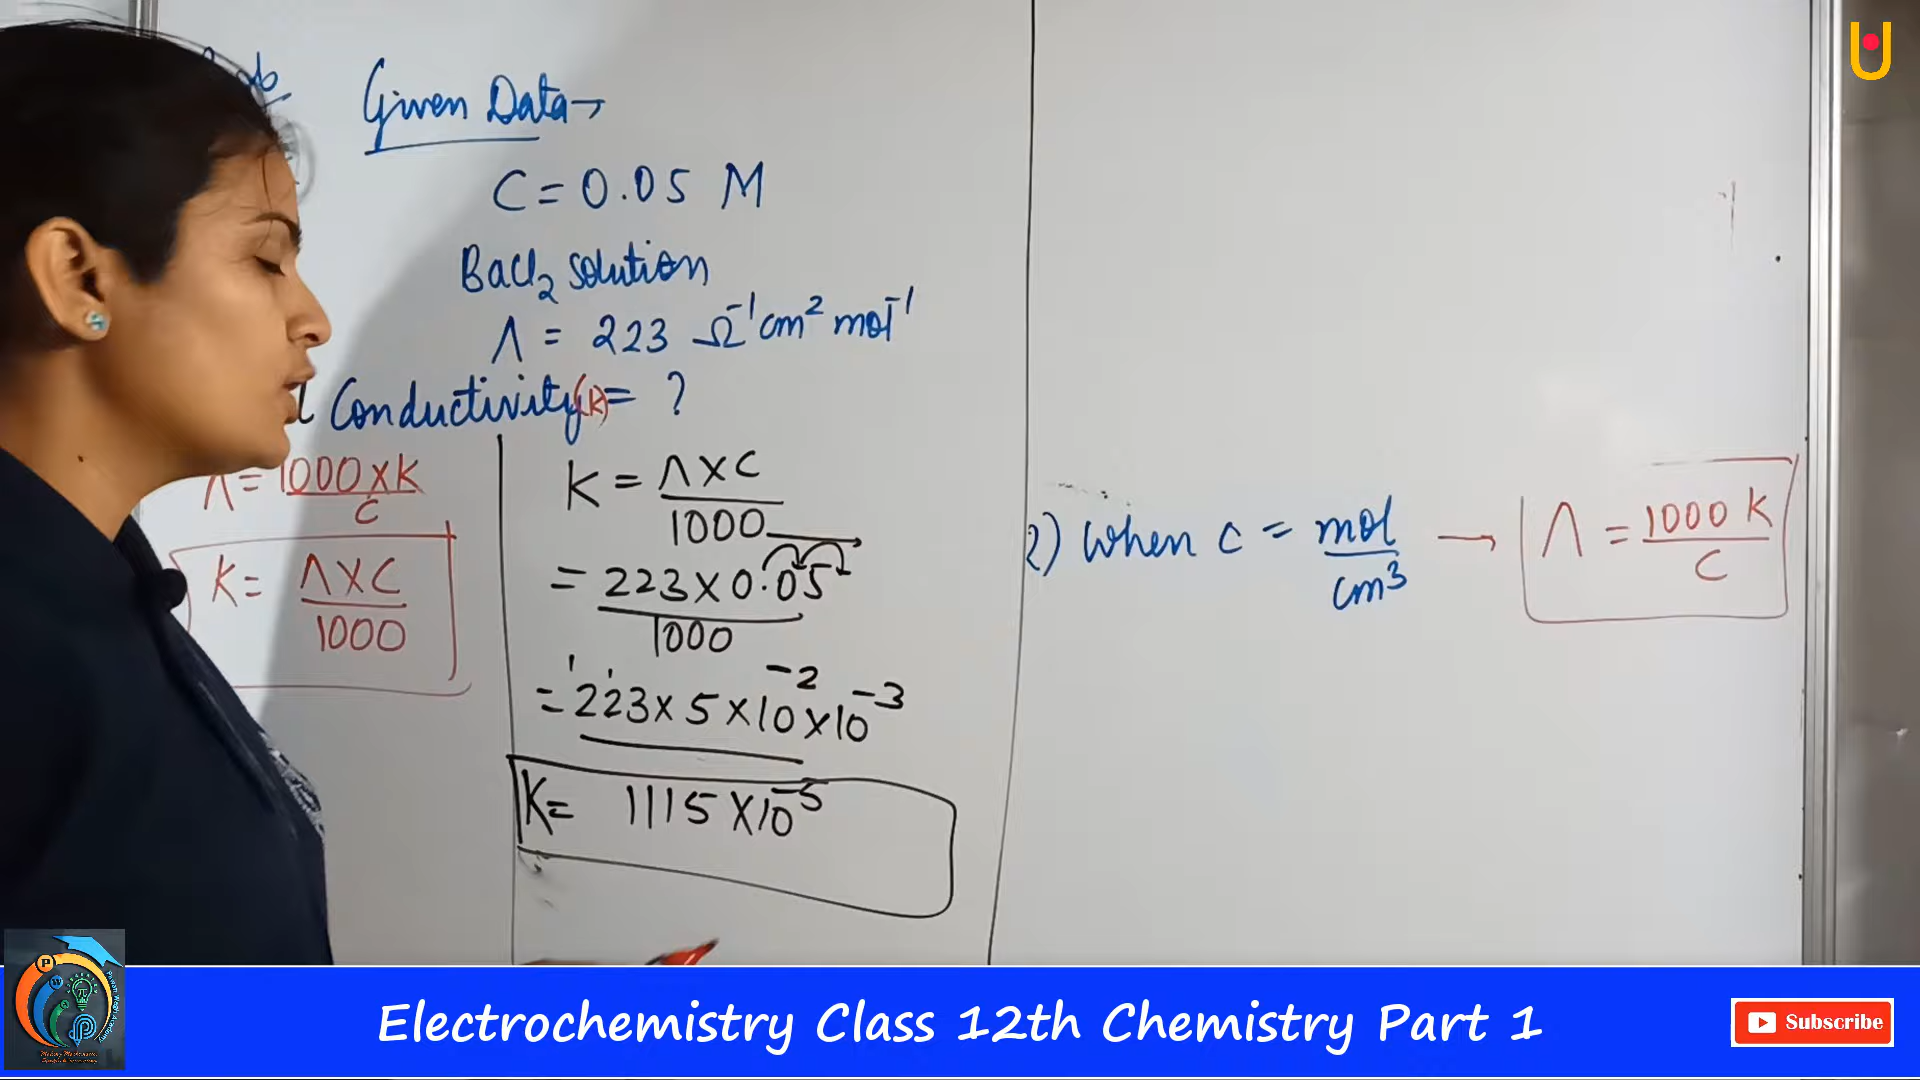 Given Data→
C = 0.05 M
BaCl₂ solution
Λ = 223 Ω⁻¹ cm² mol⁻¹
Conductivity(k) = ?
Λ = 1000 x K
C
K = Λ X C
1000
K = Λ X C
1000
= 223 x 0.05
1000
= 223 x 5 x 10⁻² x 10⁻³
K = 1115 X 10⁻⁵
2) When C = mol
cm³
→ Λ = 1000 K
C
Electrochemistry Class 12th Chemistry Part 1
Subscribe